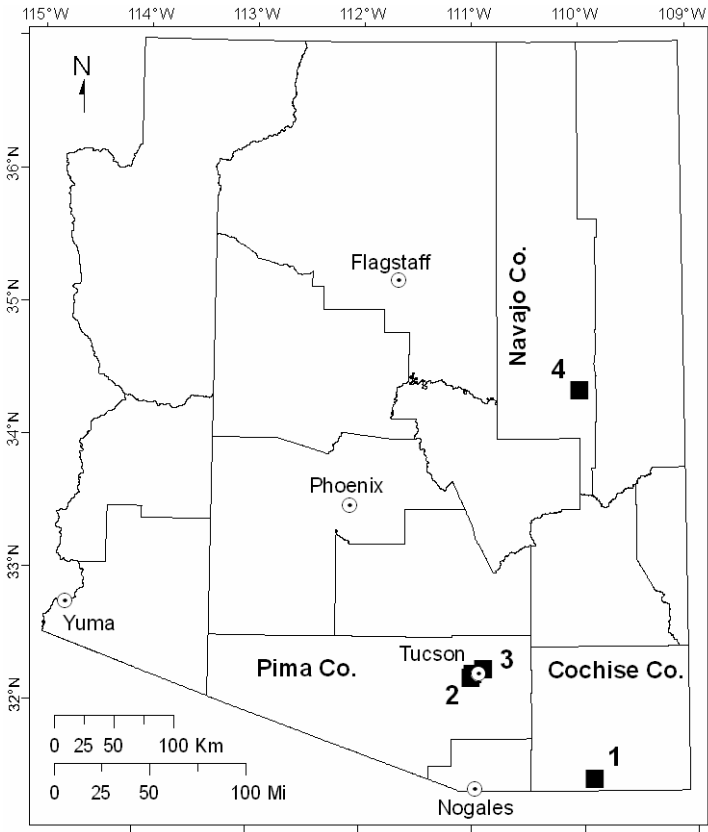 115°W 114°W 113°W 112°W 111°W 110°W 109°W
N
36°N
Flagstaff
35°N
Navajo Co.
4
34°N
Phoenix
33°N
Yuma
Tucson
3
Pima Co.
Cochise Co.
2
32°N
0 25 50 100 Km
1
0 25 50 100 Mi
Nogales